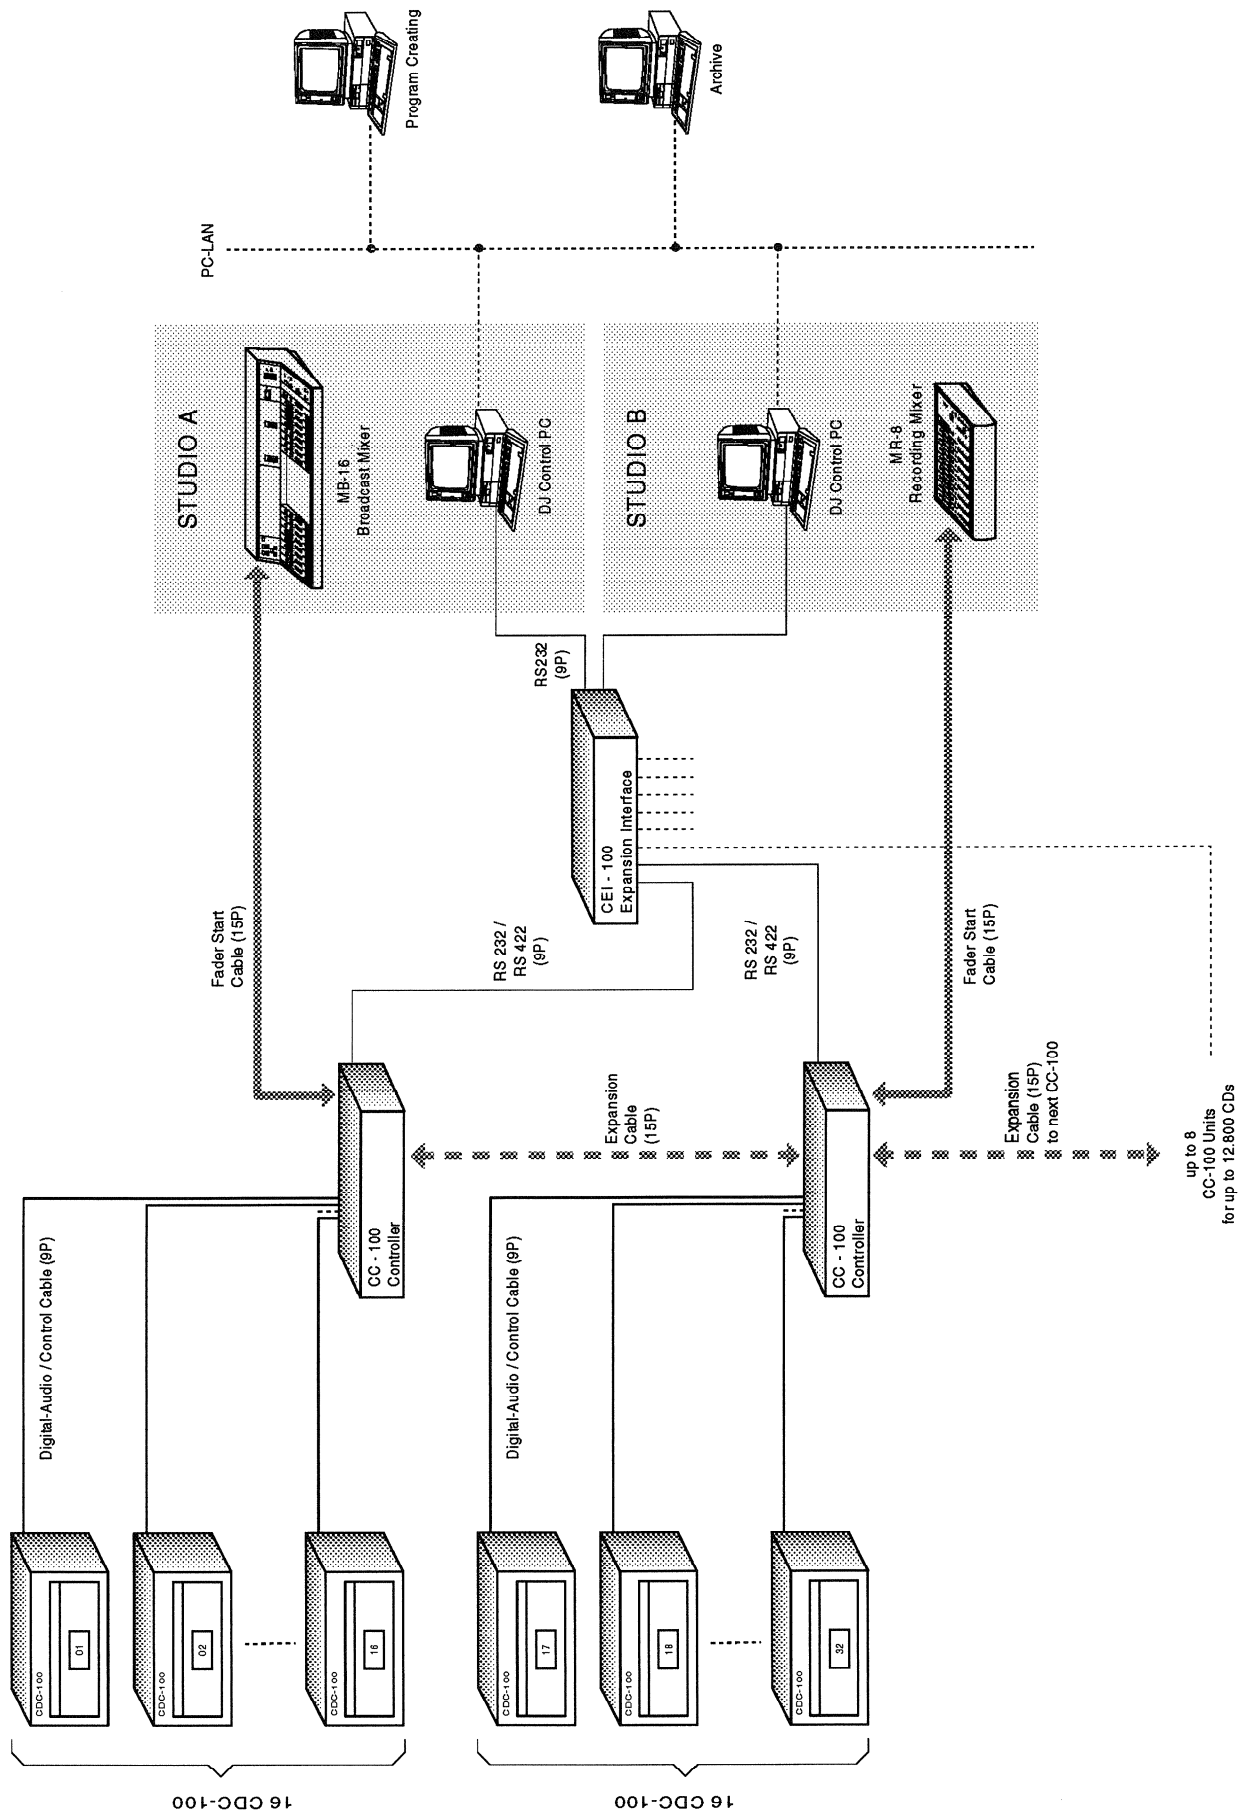 16 CDC-100
CDC-100
01
CDC-100
02
CDC-100
16
Digital-Audio / Control Cable (9P)
CC - 100
Controller
Fader Start
Cable (15P)
STUDIO A
MB-16
Broadcast Mixer
DJ Control PC
PC-LAN
Program Creating
RS 232 /
RS 422
(9P)
RS232
(9P)
CEI - 100
Expansion Interface
Expansion
Cable
(15P)
16 CDC-100
CDC-100
17
CDC-100
18
CDC-100
32
Digital-Audio / Control Cable (9P)
CC - 100
Controller
RS 232 /
RS 422
(9P)
STUDIO B
DJ Control PC
MR-8
Recording Mixer
Archive
Fader Start
Cable (15P)
Expansion
Cable (15P)
to next CC-100
up to 8
CC-100 Units
for up to 12.800 CDs